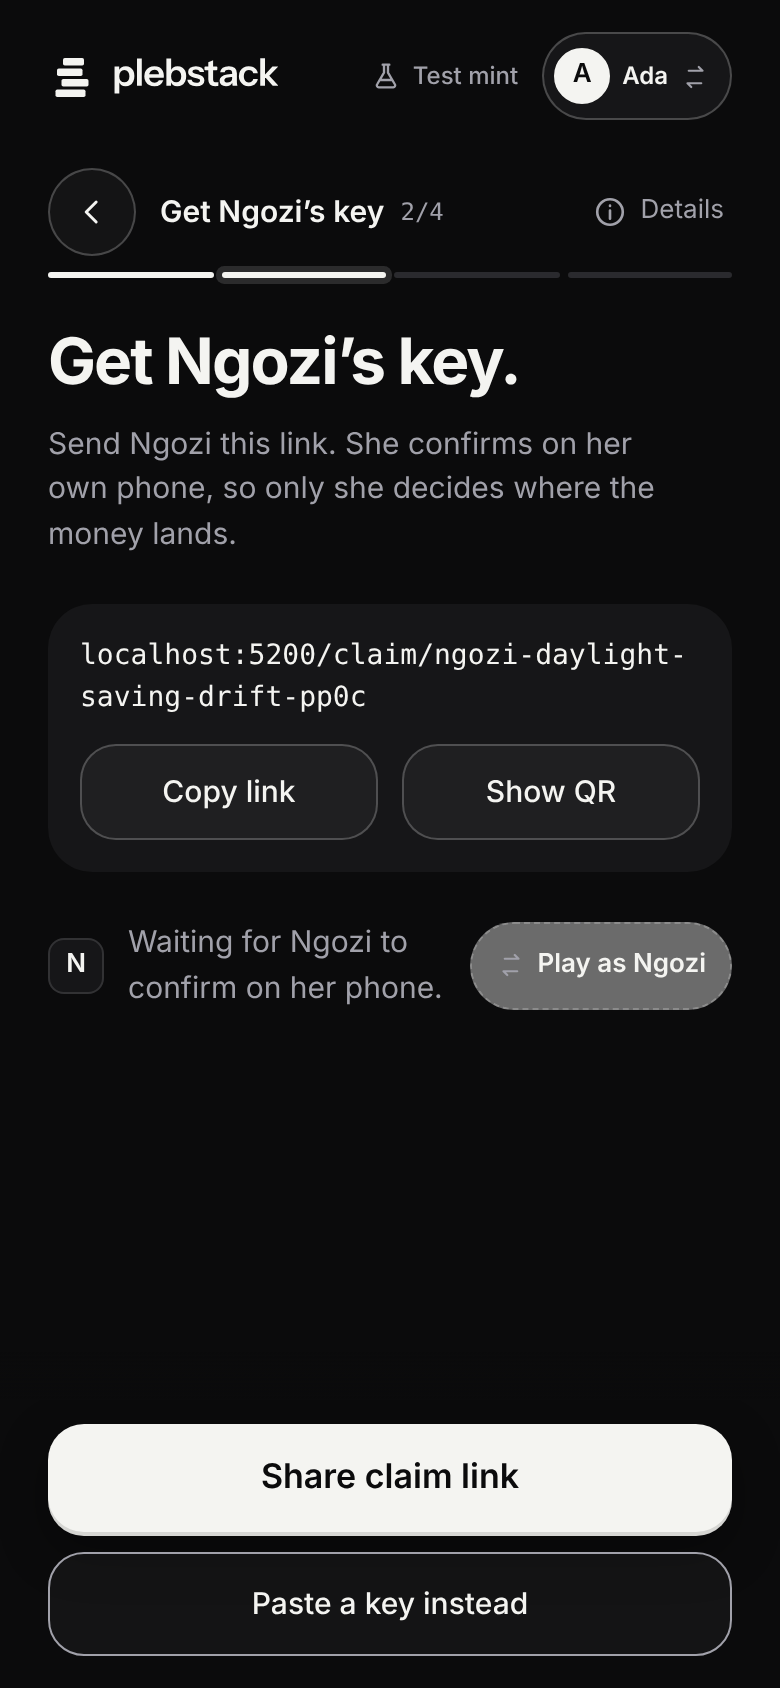 plebstack
Test mint
A
Ada
Get Ngozi’s key 2/4
Details
Get Ngozi’s key.
Send Ngozi this link. She confirms on her
own phone, so only she decides where the
money lands.
localhost:5200/claim/ngozi-daylight-
saving-drift-pp0c
Copy link
Show QR
N
Waiting for Ngozi to
confirm on her phone.
Play as Ngozi
Share claim link
Paste a key instead